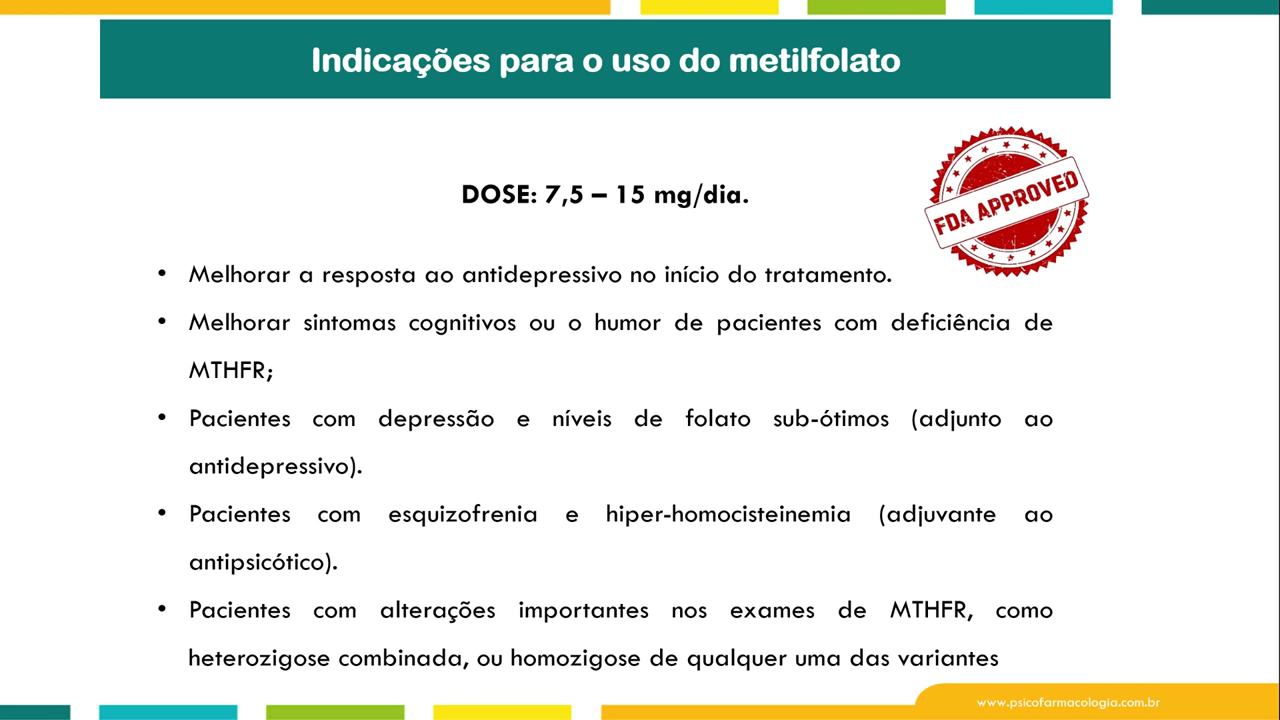 Indicações para o uso do metilfolato
DOSE: 7,5 – 15 mg/dia.
FDA APPROVED
• Melhorar a resposta ao antidepressivo no início do tratamento.
• Melhorar sintomas cognitivos ou o humor de pacientes com deficiência de
MTHFR;
• Pacientes com depressão e níveis de folato sub-ótimos (adjunto ao
antidepressivo).
• Pacientes com esquizofrenia e hiper-homocisteinemia (adjuvante ao
antipsicótico).
• Pacientes com alterações importantes nos exames de MTHFR, como
heterozigose combinada, ou homozigose de qualquer uma das variantes
www.psicofarmacologia.com.br